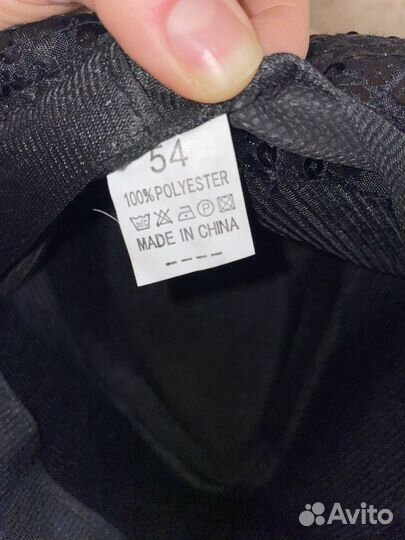 54
100% POLYESTER
P
MADE IN CHINA
Avito